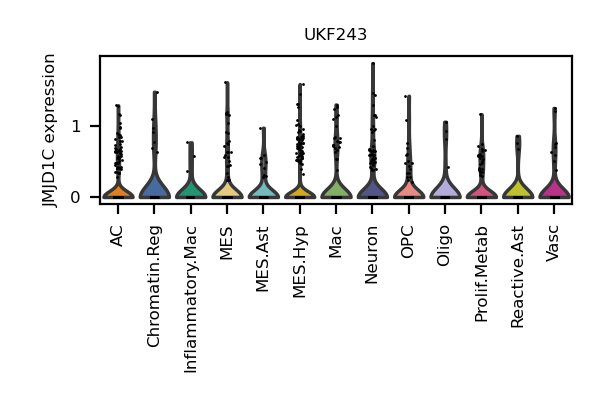 UKF243
JMJD1C expression
1
0
AC
Chromatin.Reg
Inflammatory.Mac
MES
MES.Ast
MES.Hyp
Mac
Neuron
OPC
Oligo
Prolif.Metab
Reactive.Ast
Vasc